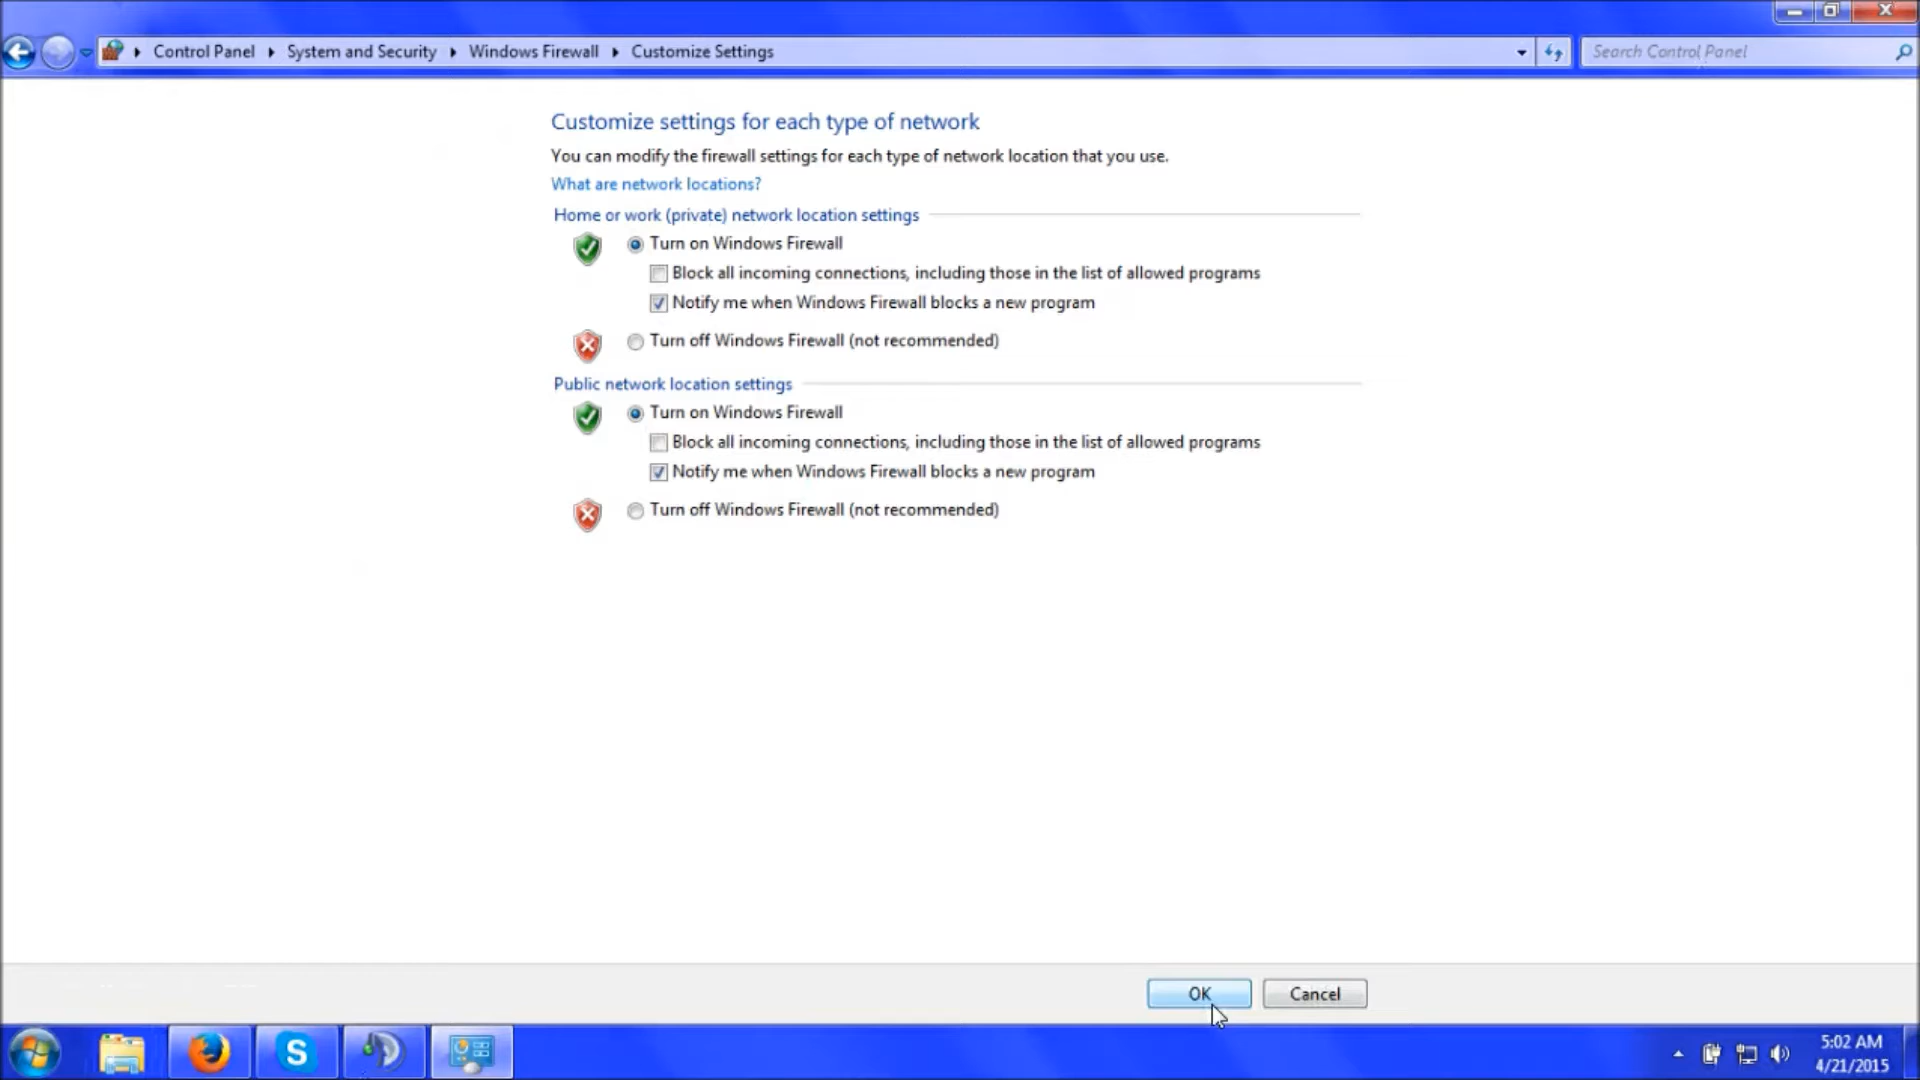 Control Panel System and Security Windows Firewall Customize Settings
Search Control Panel
Customize settings for each type of network
You can modify the firewall settings for each type of network location that you use.
What are network locations?
Home or work (private) network location settings
Turn on Windows Firewall
Block all incoming connections, including those in the list of allowed programs
Notify me when Windows Firewall blocks a new program
Turn off Windows Firewall (not recommended)
Public network location settings
Turn on Windows Firewall
Block all incoming connections, including those in the list of allowed programs
Notify me when Windows Firewall blocks a new program
Turn off Windows Firewall (not recommended)
OK Cancel
S
5:02 AM
4/21/2015